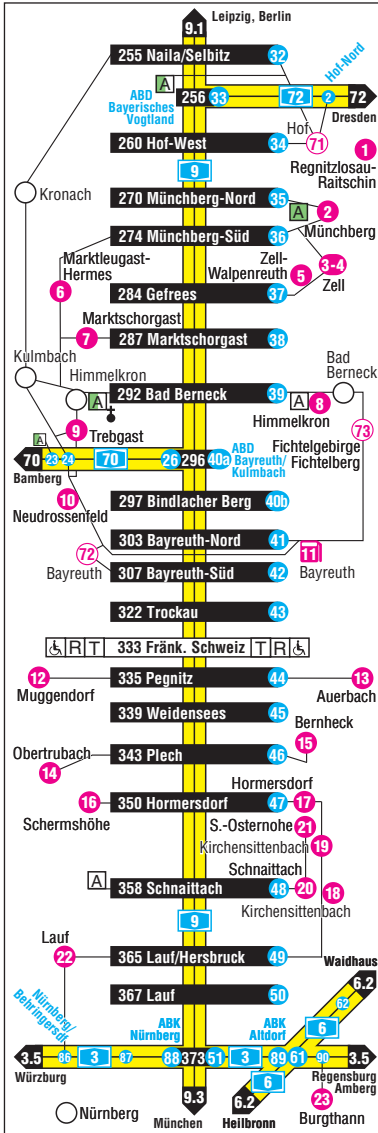 Leipzig, Berlin
9.1
255 Naila/Selbitz 32
ABD
Bayerisches
Vogtland
A
256 33 72 2 72
Hof-Nord
Dresden
Hof
260 Hof-West 34 71
1
Regnitzlosau-
Raitschin
9
Kronach
270 Münchberg-Nord 35
A 2
Münchberg
274 Münchberg-Süd 36
Marktleugast-
Hermes
6
Zell-
Walpenreuth
5
3-4
Zell
284 Gefrees 37
Marktschorgast
7
287 Marktschorgast 38
Kulmbach
Himmelkron
Bad
Berneck
A
292 Bad Berneck 39
A 8
Himmelkron
9
Trebgast
A
70 23 24 70 26 296 40a
Bamberg
ABD
Bayreuth/
Kulmbach
73
Fichtelgebirge
Fichtelberg
10
Neudrossenfeld
297 Bindlacher Berg 40b
303 Bayreuth-Nord 41
11
Bayreuth
72
Bayreuth
307 Bayreuth-Süd 42
322 Trockau 43
R T 333 Fränk. Schweiz T R
12
Muggendorf
335 Pegnitz 44
13
Auerbach
339 Weidensees 45
Bernheck
15
Obertrubach
14
343 Plech 46
Hormersdorf
16
Schermshöhe
350 Hormersdorf 47 17
S.-Osternohe
21
19
Kirchensittenbach
Schnaittach
A
358 Schnaittach 48 20
18
Kirchensittenbach
9
Lauf
22
365 Lauf/Hersbruck 49
367 Lauf 50
Waidhaus
6.2
62
6
Nürnberg/
Behringersdf.
ABK
Nürnberg
ABK
Altdorf
3.5 86 3 87 88 373 51 3 89 61 90 3.5
Würzburg
Regensburg
Amberg
6
9.3
6.2
23
Burgthann
Nürnberg
München
Heilbronn